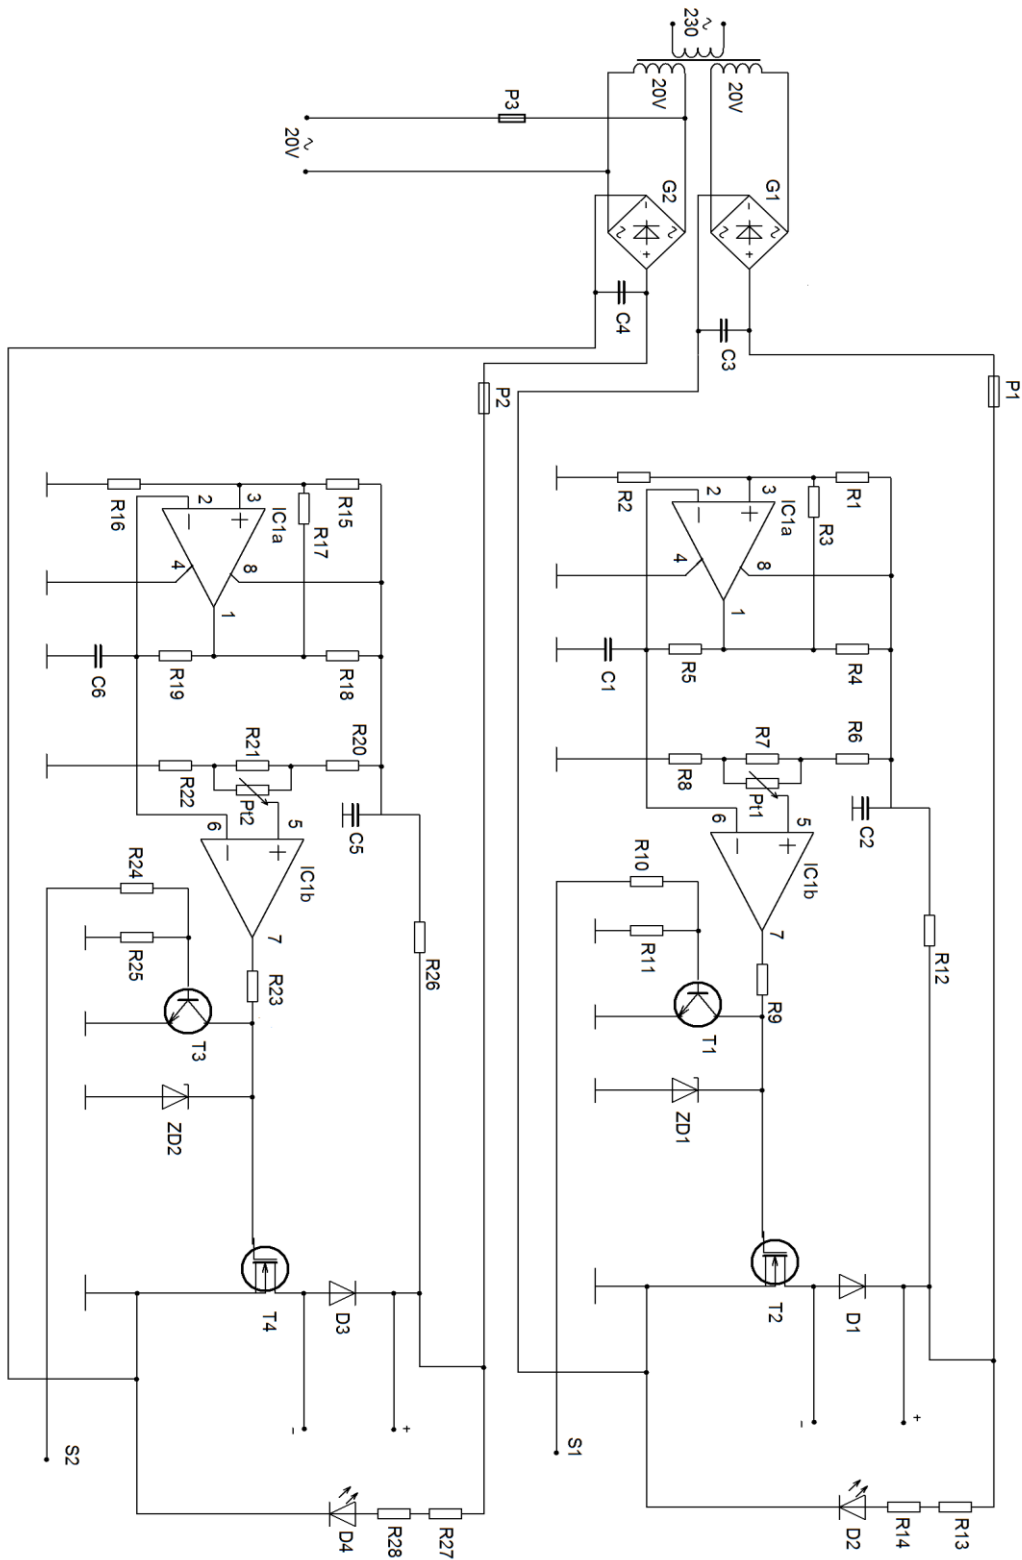 230
~
20V
20V
P3
20V
~
G1
G2
-
~
~
+
-
~
~
+
C4
C3
P2
P1
R1
R2
R3
IC1a
3
2
+
-
4
8
1
R4
R5
C1
R6
R7
R8
Pt1
C2
5
6
+
-
IC1b
7
R10
R11
R9
R12
T1
ZD1
T2
D1
+
-
S1
D2
R14
R13
R15
R16
R17
IC1a
3
2
+
-
4
8
1
R18
R19
C6
R20
R21
R22
Pt2
C5
5
6
+
-
IC1b
7
R24
R25
R23
R26
T3
ZD2
T4
D3
+
-
S2
D4
R28
R27